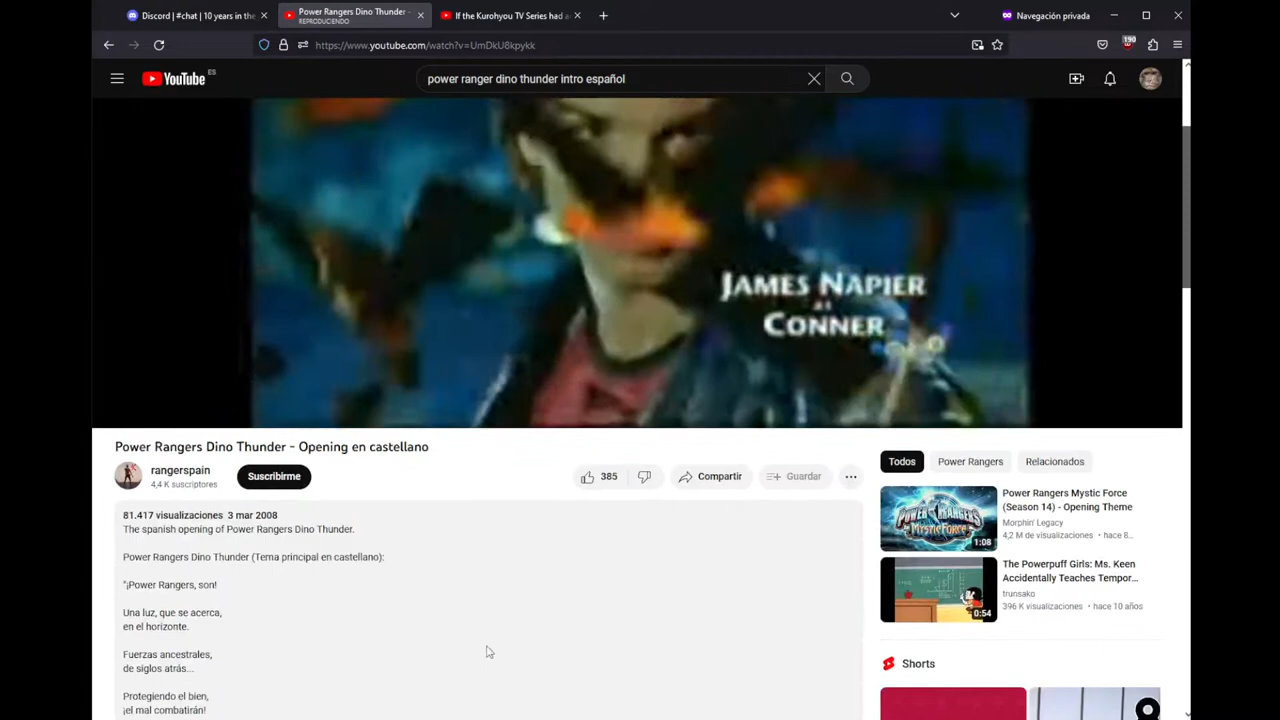 Discord | #chat | 10 years in the
Power Rangers Dino Thunder -
REPRODUCIENDO
If the Kurohyou TV Series had a
Navegación privada
https://www.youtube.com/watch?v=UmDkU8kpykk
190
YouTube ES
power ranger dino thunder intro español
JAMES NAPIER
as
CONNER
Power Rangers Dino Thunder - Opening en castellano
rangerspain
4,4 K suscriptores
Suscribirme
385
Compartir
Guardar
81.417 visualizaciones 3 mar 2008
The spanish opening of Power Rangers Dino Thunder.
Power Rangers Dino Thunder (Tema principal en castellano):
"¡Power Rangers, son!
Una luz, que se acerca,
en el horizonte.
Fuerzas ancestrales,
de siglos atrás...
Protegiendo el bien,
¡el mal combatirán!
Todos
Power Rangers
Relacionados
POWER RANGERS
MYSTIC FORCE
1:08
Power Rangers Mystic Force
(Season 14) - Opening Theme
Morphin' Legacy
4,2 M de visualizaciones • hace 8...
0:54
The Powerpuff Girls: Ms. Keen
Accidentally Teaches Tempor...
trunsako
396 K visualizaciones • hace 10 años
Shorts